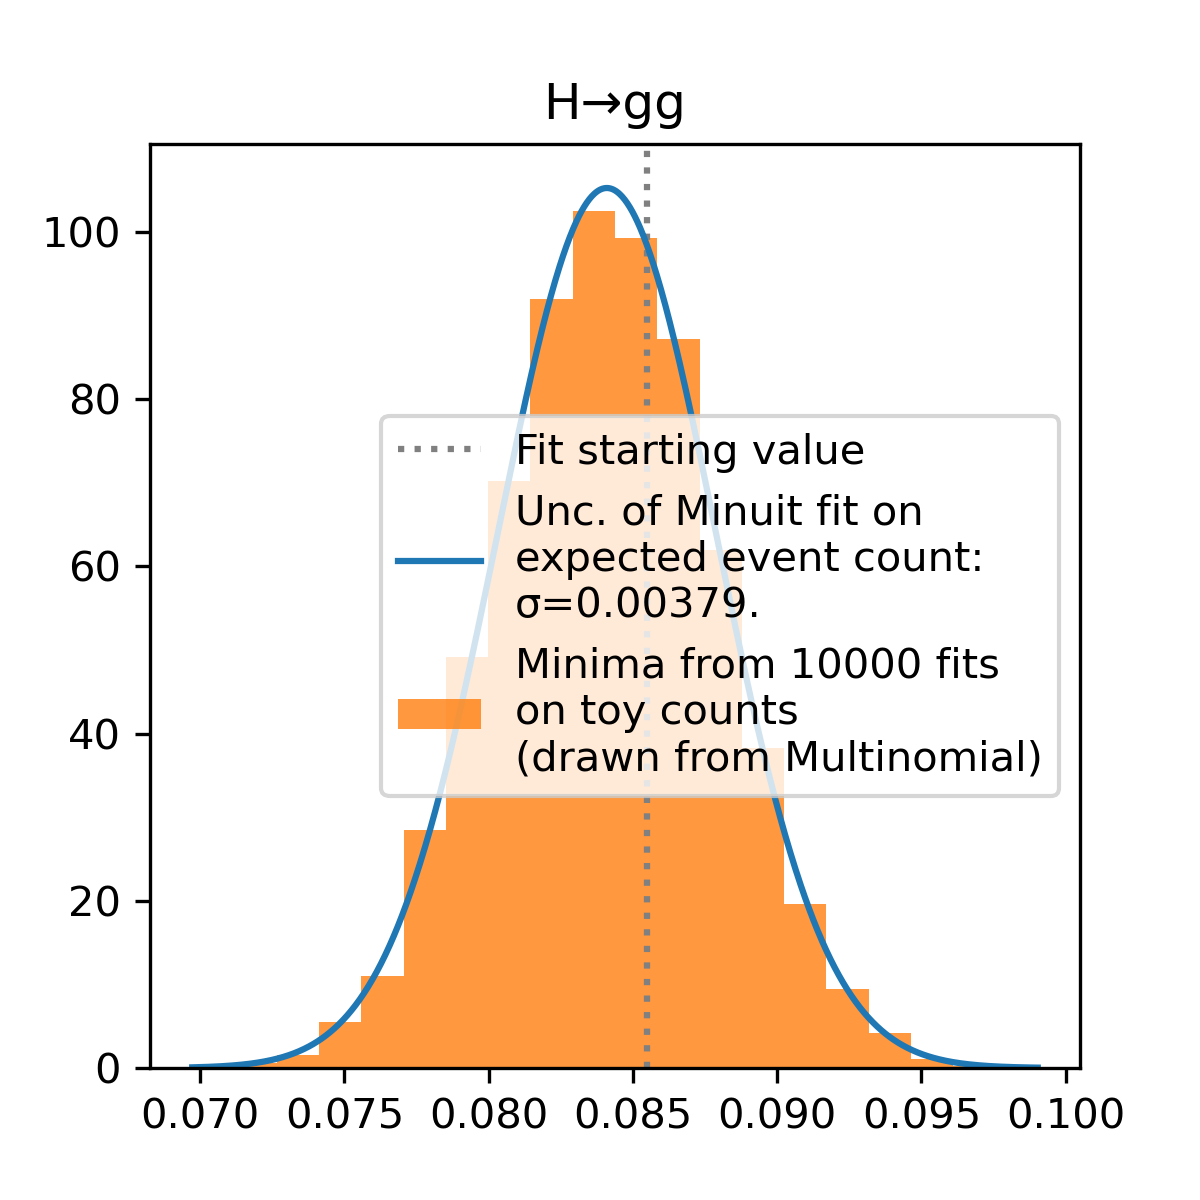 H→gg
100
80
60
40
20
0
Fit starting value
Unc. of Minuit fit on
expected event count:
σ=0.00379.
Minima from 10000 fits
on toy counts
(drawn from Multinomial)
0.070 0.075 0.080 0.085 0.090 0.095 0.100